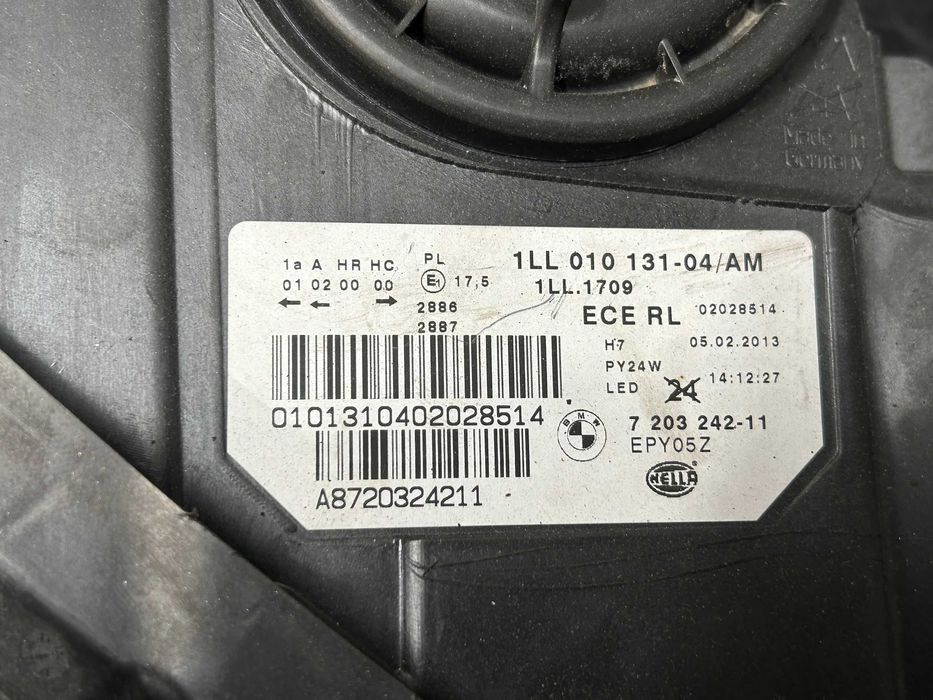 Made in
Germany
1a A HR HC PL
01 02 00 00 E1 17,5
2886
2887
1LL 010 131-04/AM
1LL.1709
ECE RL 02028514
H7 05.02.2013
PY24W
LED 24 14:12:27
0101310402028514
BMW
7 203 242-11
EPY05Z
HELLA
A8720324211